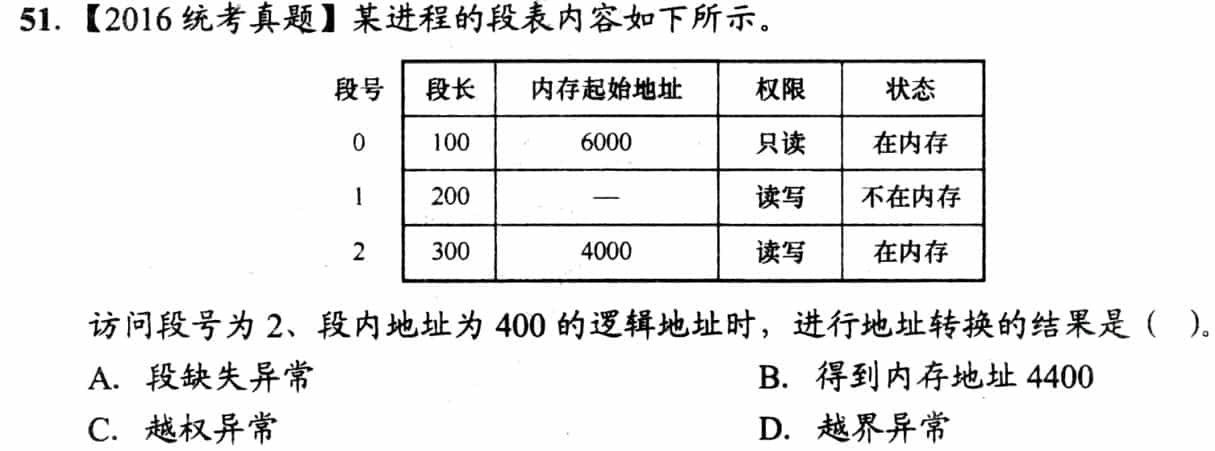 51. 【2016 统考真题】某进程的段表内容如下所示。
段号 段长 内存起始地址 权限 状态
0 100 6000 只读 在内存
1 200 — 读写 不在内存
2 300 4000 读写 在内存
访问段号为 2、段内地址为 400 的逻辑地址时，进行地址转换的结果是（ ）。
A. 段缺失异常 B. 得到内存地址 4400
C. 越权异常 D. 越界异常